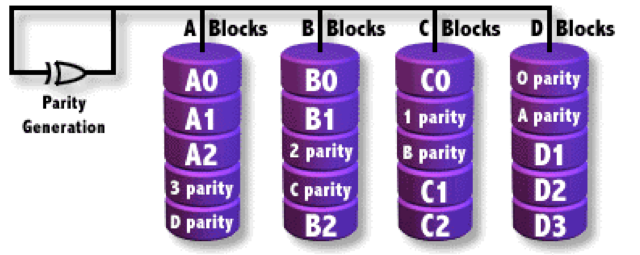 A Blocks B Blocks C Blocks D Blocks
Parity
Generation
A0 B0 C0 0 parity
A1 B1 1 parity A parity
A2 2 parity B parity D1
3 parity C parity C1 D2
D parity B2 C2 D3